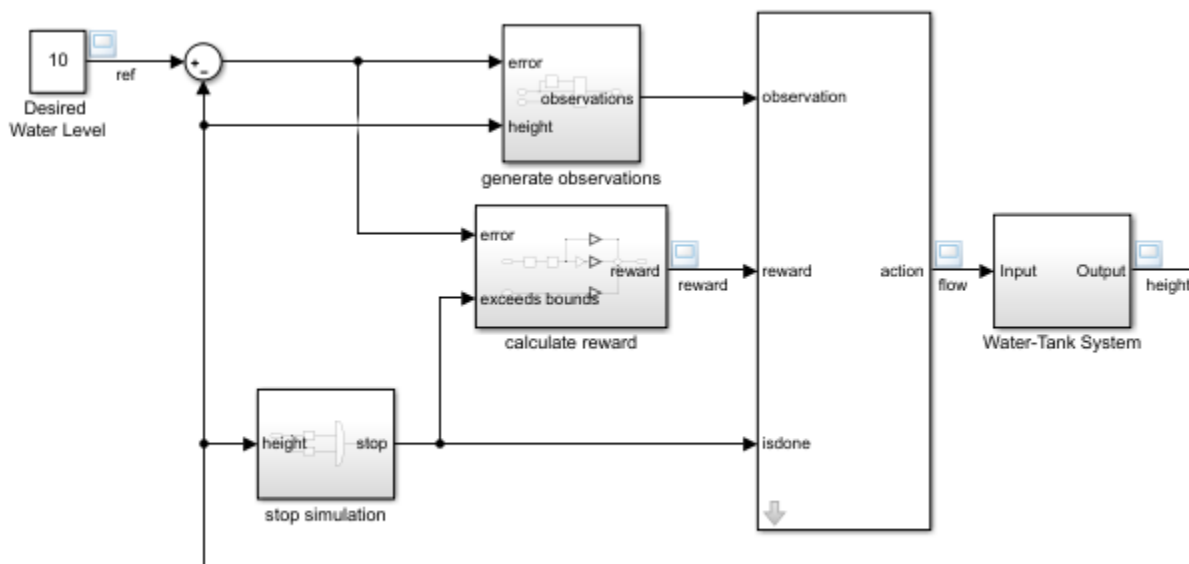 10
ref
Desired
Water Level
+
−
error
observations
height
generate observations
error
reward
exceeds bounds
calculate reward
reward
height
stop
stop simulation
observation
reward
action
isdone
flow
Input
Output
Water-Tank System
height